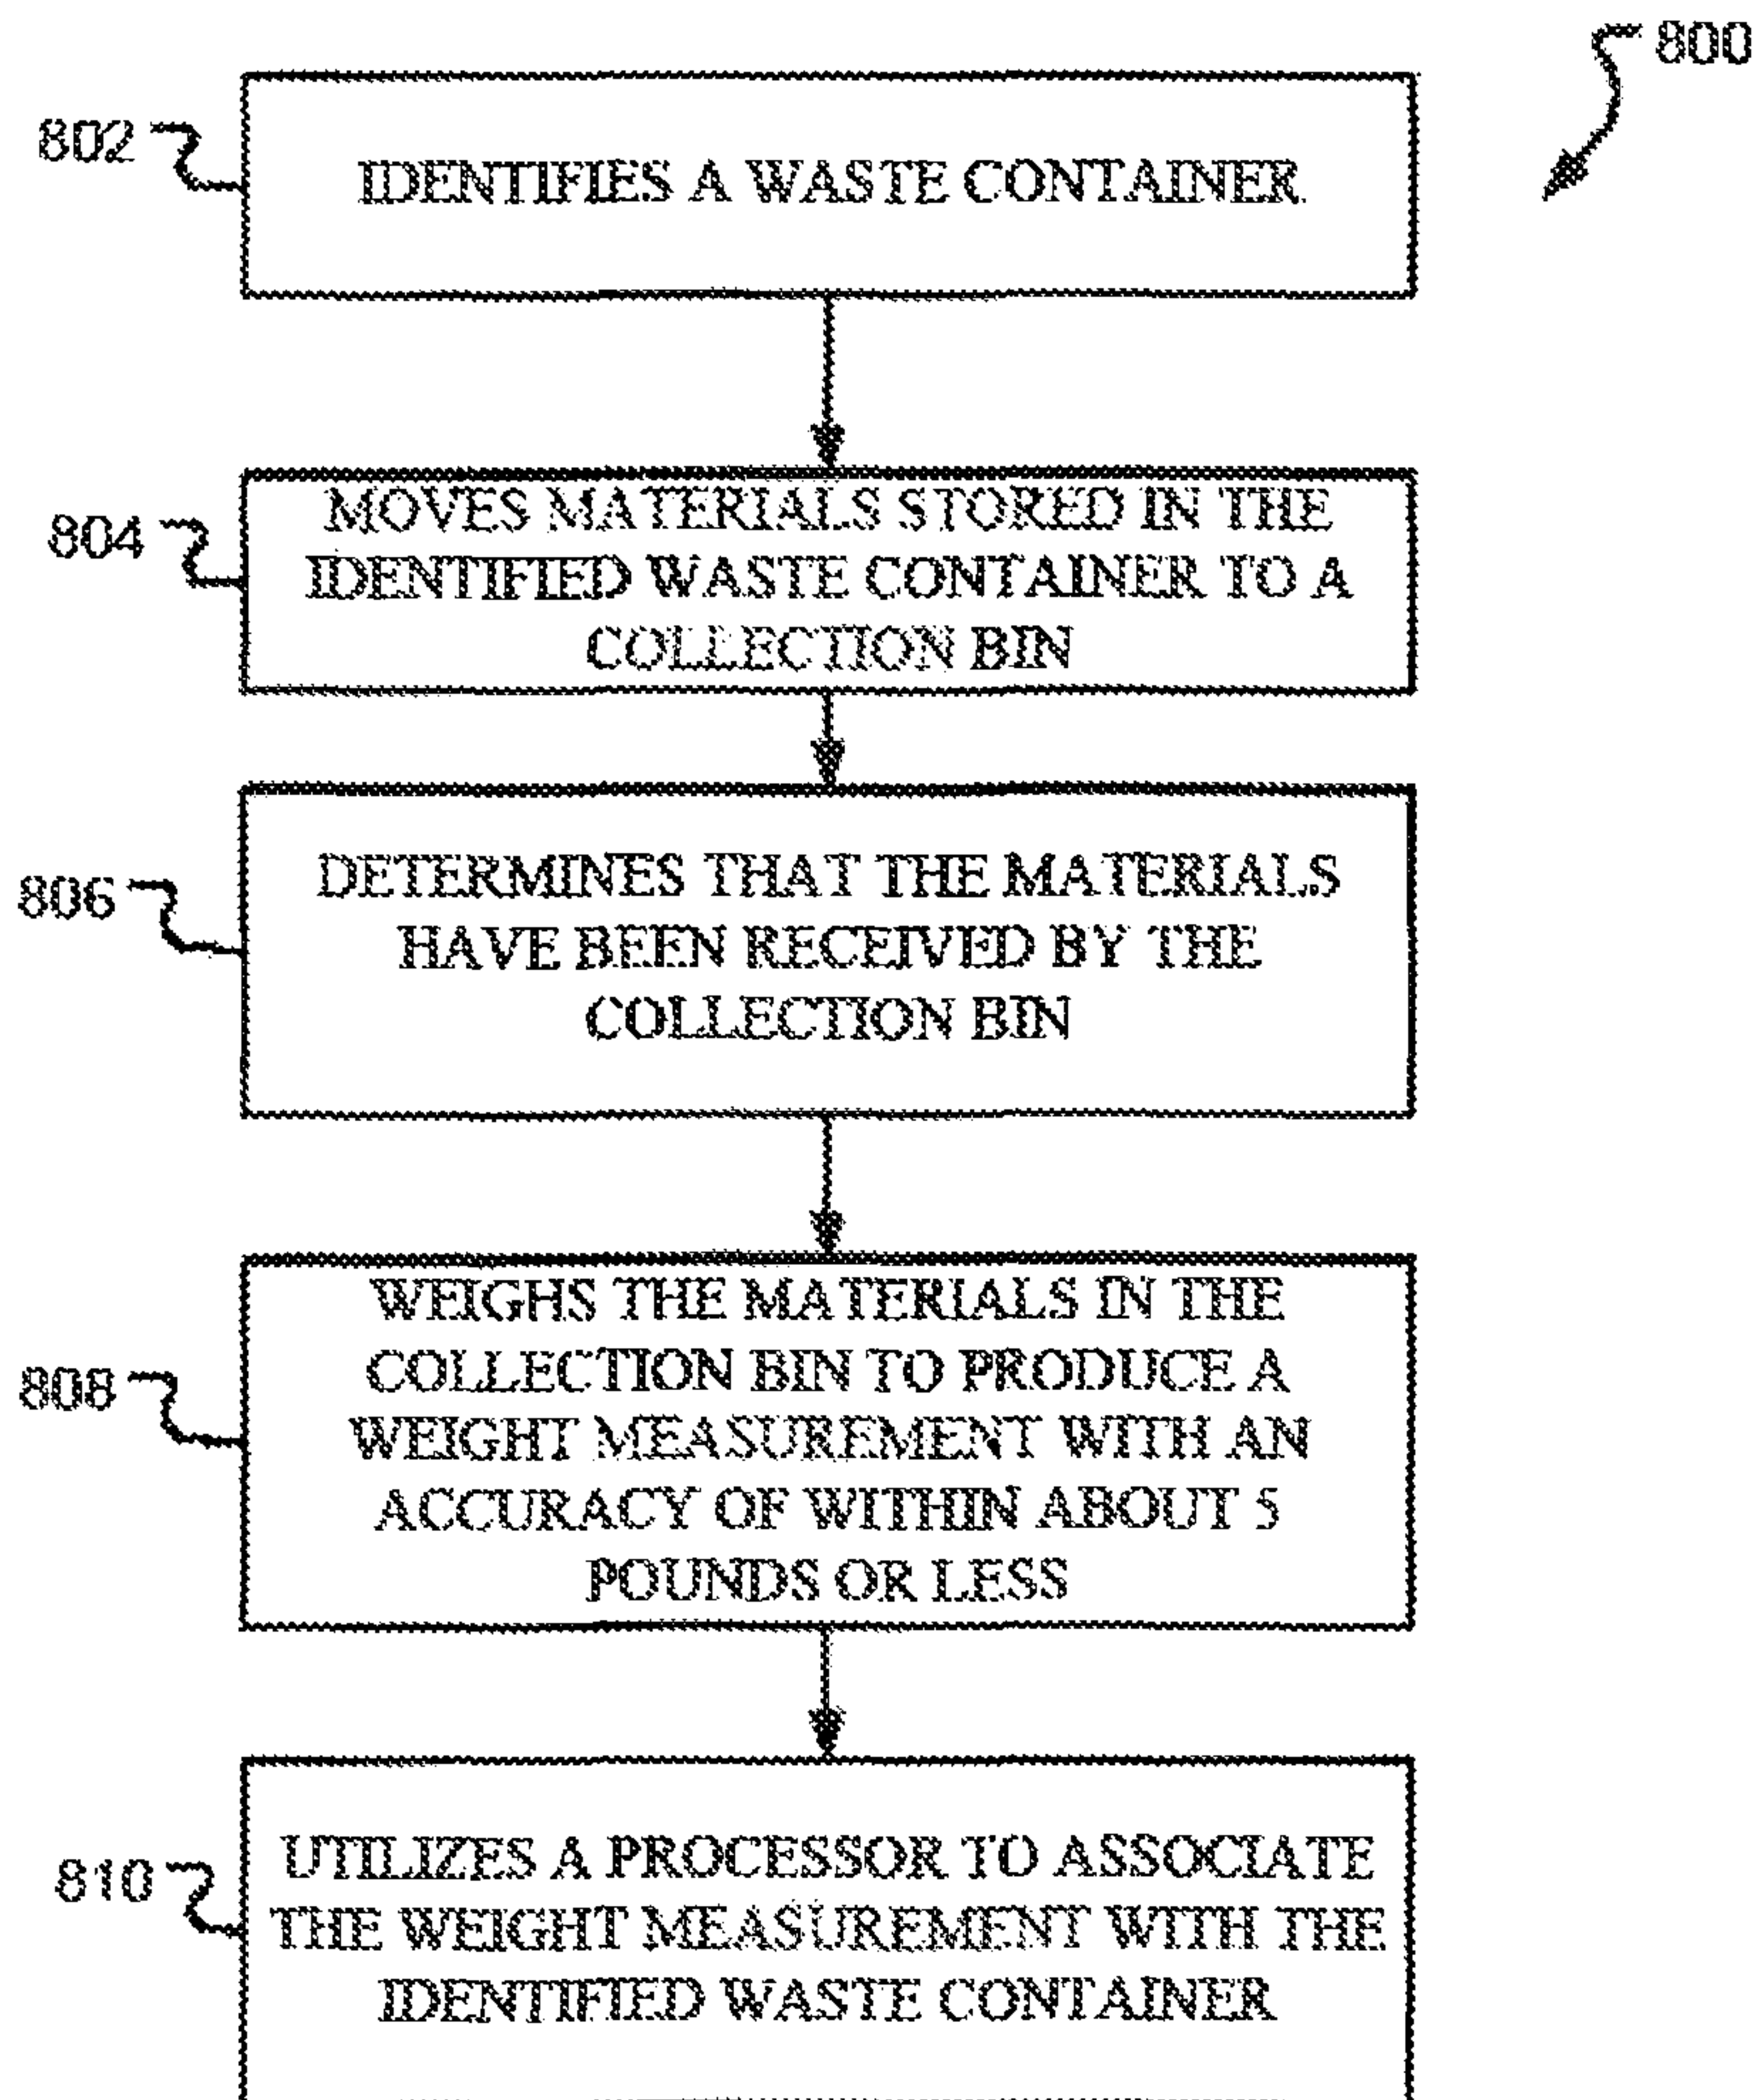 800
802
IDENTIFIES A WASTE CONTAINER
804
MOVES MATERIALS STORED IN THE
IDENTIFIED WASTE CONTAINER TO A
COLLECTION BIN
806
DETERMINES THAT THE MATERIALS
HAVE BEEN RECEIVED BY THE
COLLECTION BIN
808
WEIGHS THE MATERIALS IN THE
COLLECTION BIN TO PRODUCE A
WEIGHT MEASUREMENT WITH AN
ACCURACY OF WITHIN ABOUT 5
POUNDS OR LESS
810
UTILIZES A PROCESSOR TO ASSOCIATE
THE WEIGHT MEASUREMENT WITH THE
IDENTIFIED WASTE CONTAINER